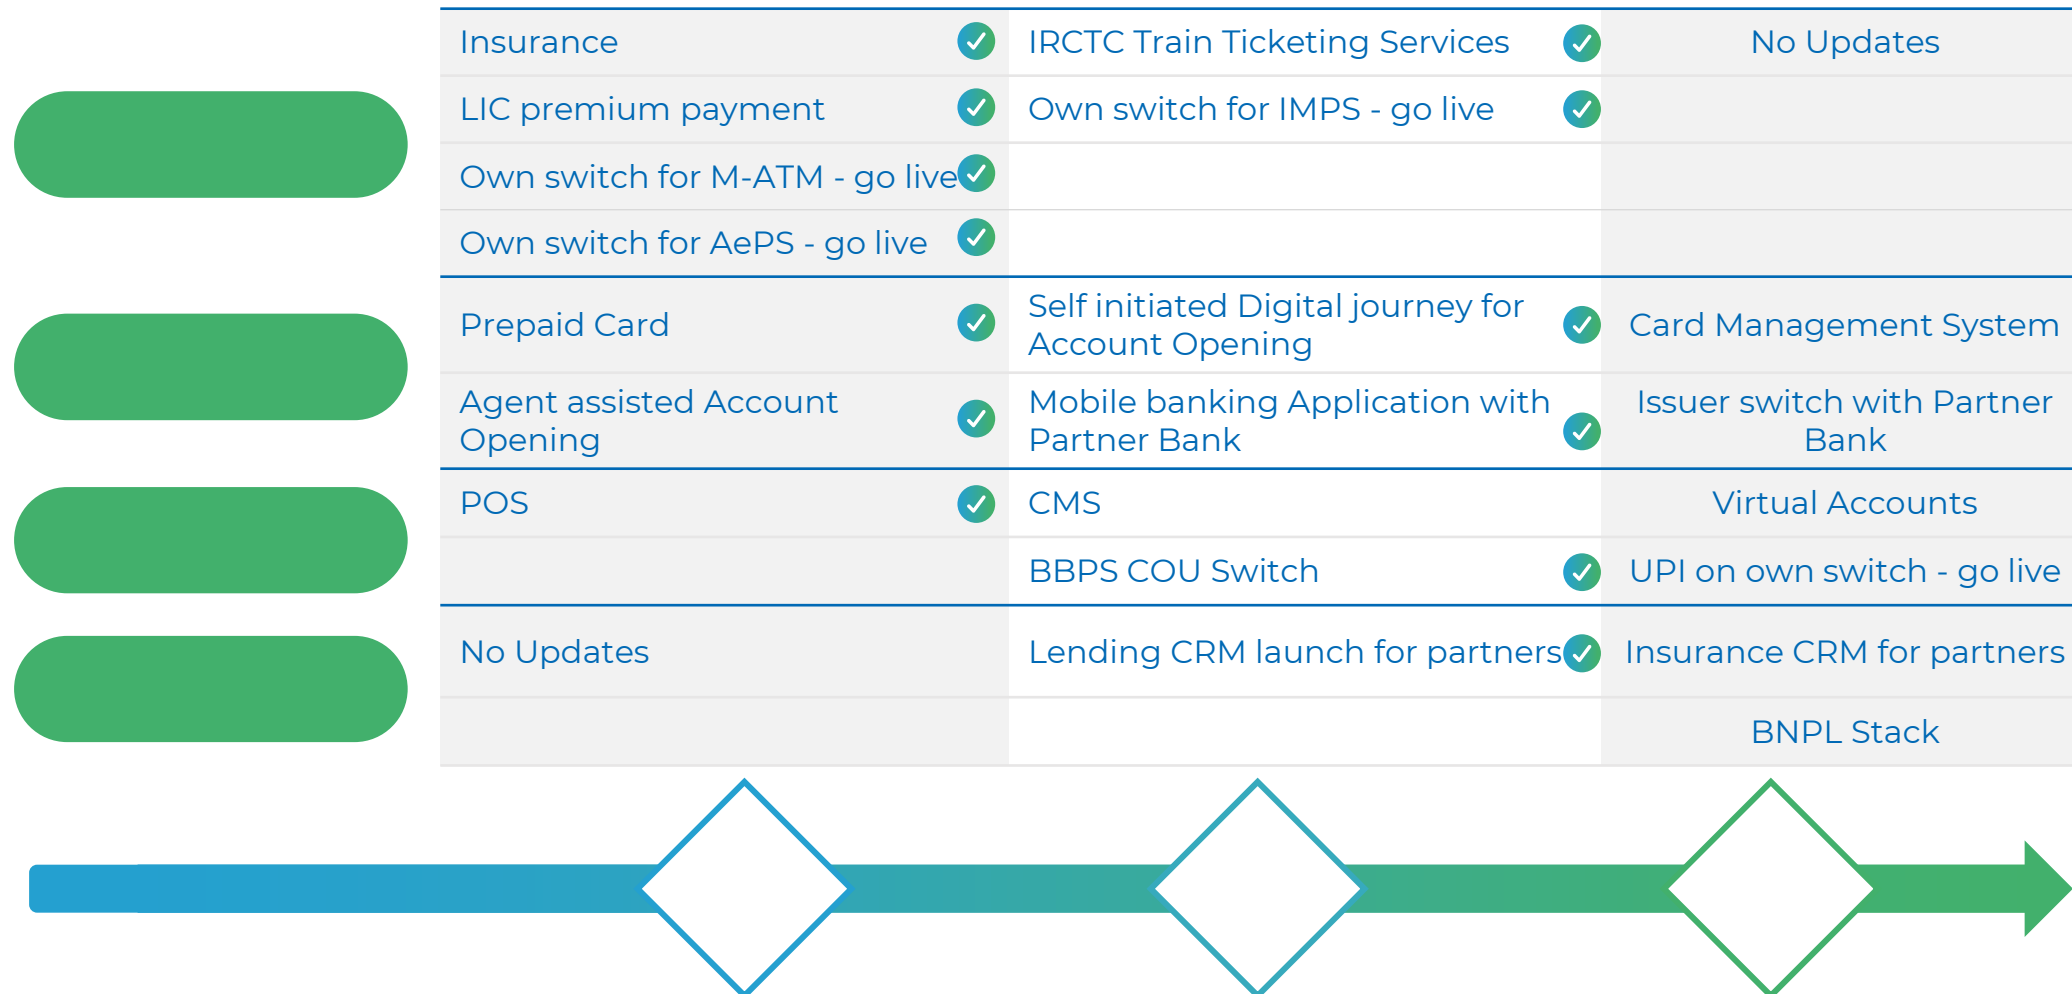 Insurance
IRCTC Train Ticketing Services
No Updates
LIC premium payment
Own switch for IMPS - go live
Own switch for M-ATM - go live
Own switch for AePS - go live
Prepaid Card
Self initiated Digital journey for
Account Opening
Card Management System
Agent assisted Account
Opening
Mobile banking Application with
Partner Bank
Issuer switch with Partner
Bank
POS
CMS
Virtual Accounts
BBPS COU Switch
UPI on own switch - go live
No Updates
Lending CRM launch for partners
Insurance CRM for partners
BNPL Stack